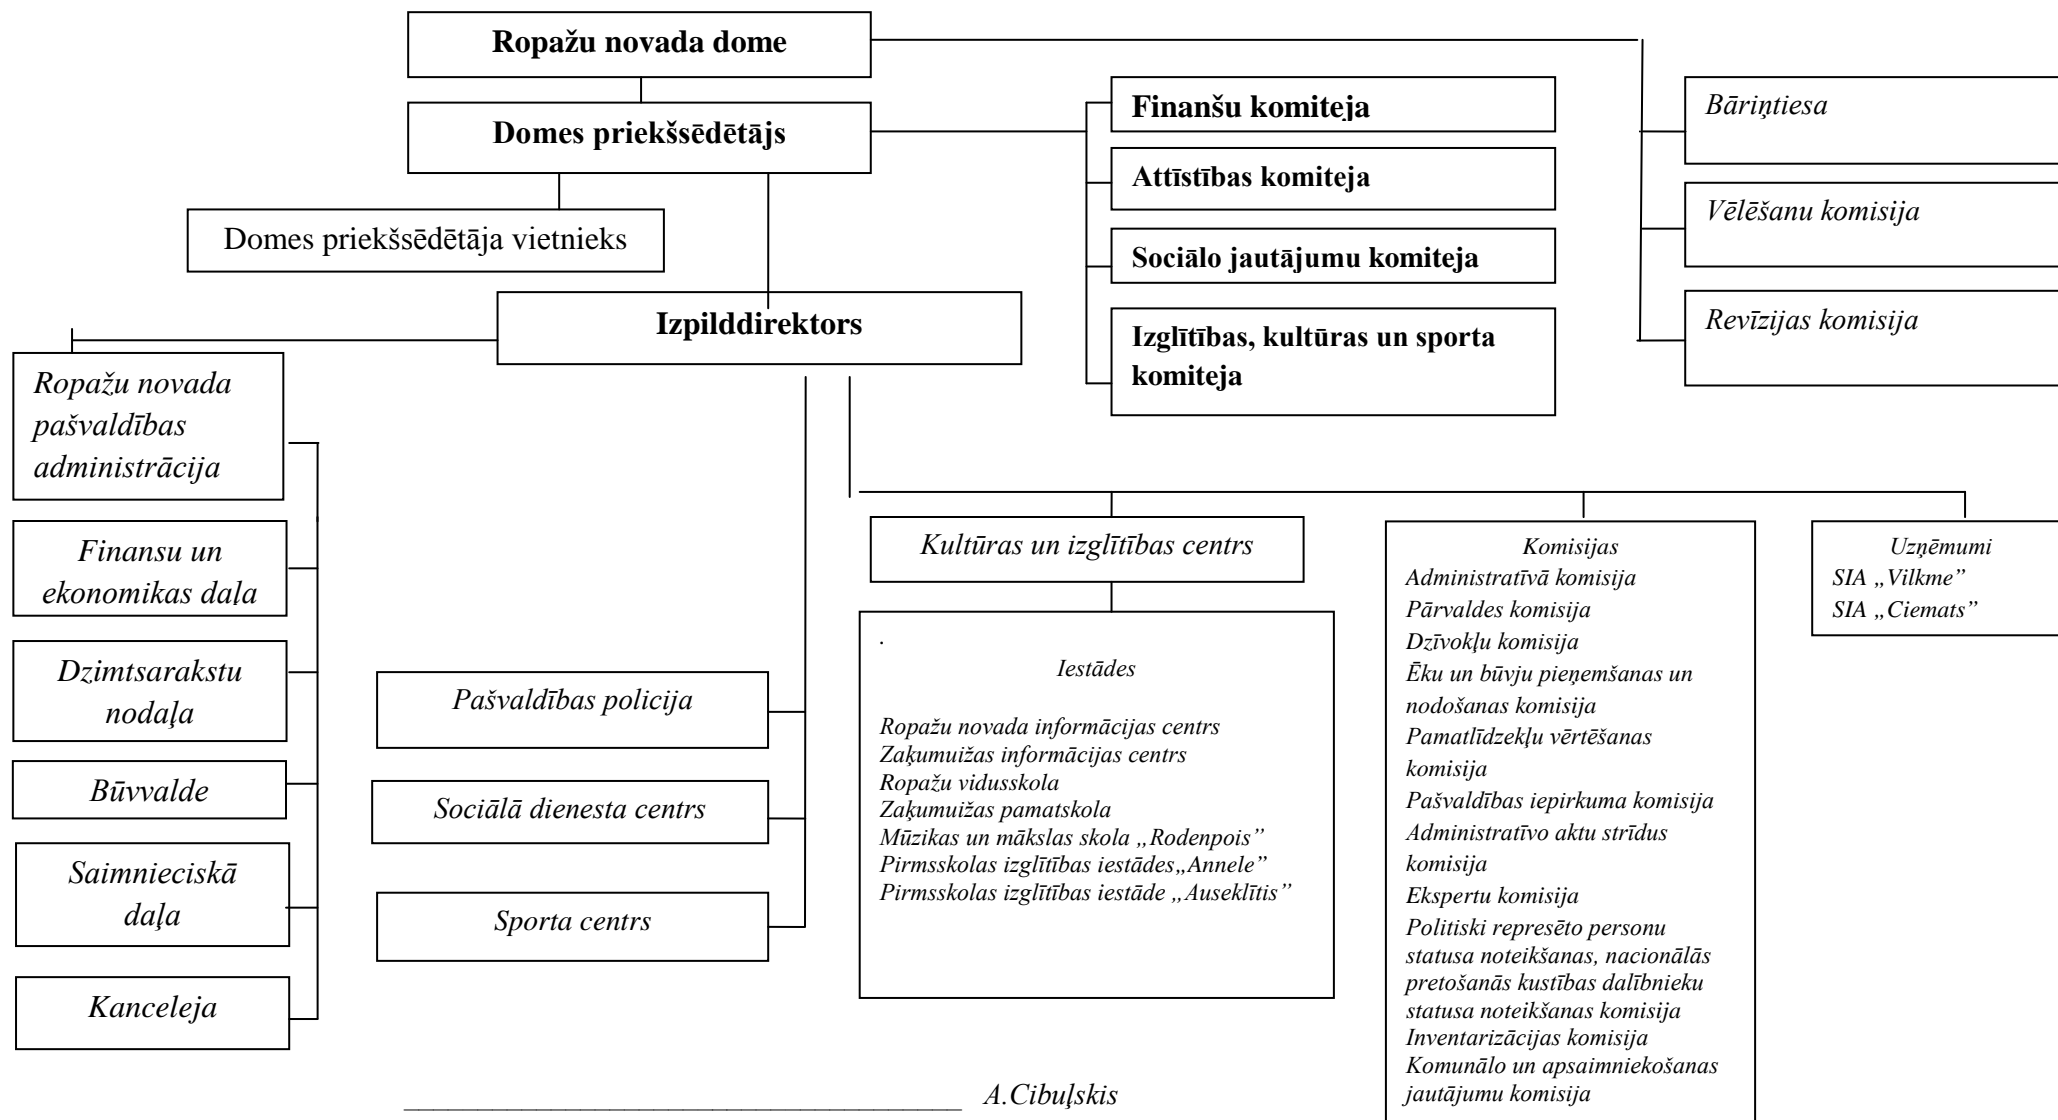 Ropažu novada dome
Domes priekšsēdētājs
Domes priekšsēdētāja vietnieks
Izpilddirektors
Finanšu komiteja
Attīstības komiteja
Sociālo jautājumu komiteja
Izglītības, kultūras un sporta
komiteja
Bāriņtiesa
Vēlēšanu komisija
Revīzijas komisija
Ropažu novada
pašvaldības
administrācija
Finansu un
ekonomikas daļa
Dzimtsarakstu
nodaļa
Būvvalde
Saimnieciskā
daļa
Kanceleja
Pašvaldības policija
Sociālā dienesta centrs
Sporta centrs
Kultūras un izglītības centrs
.
Iestādes
Ropažu novada informācijas centrs
Zaķumuižas informācijas centrs
Ropažu vidusskola
Zaķumuižas pamatskola
Mūzikas un mākslas skola „Rodenpois”
Pirmsskolas izglītības iestādes„Annele”
Pirmsskolas izglītības iestāde „Auseklītis”
Komisijas
Administratīvā komisija
Pārvaldes komisija
Dzīvokļu komisija
Ēku un būvju pieņemšanas un
nodošanas komisija
Pamatlīdzekļu vērtēšanas
komisija
Pašvaldības iepirkuma komisija
Administratīvo aktu strīdus
komisija
Ekspertu komisija
Politiski represēto personu
statusa noteikšanas, nacionālās
pretošanās kustības dalībnieku
statusa noteikšanas komisija
Inventarizācijas komisija
Komunālo un apsaimniekošanas
jautājumu komisija
Uzņēmumi
SIA „Vilkme”
SIA „Ciemats”
A.Cibuļskis